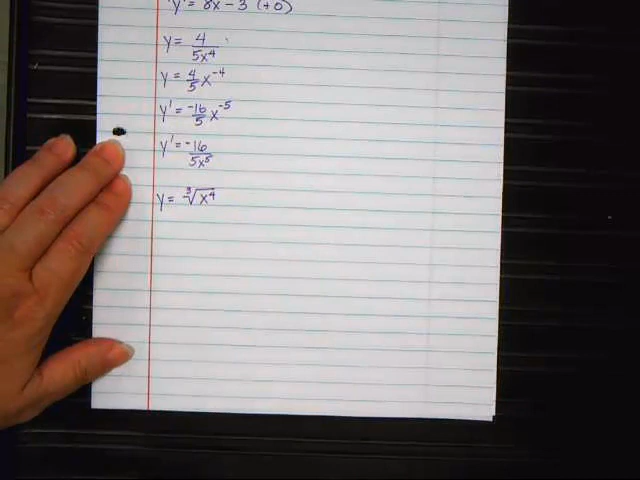 y' = 8x - 3 (+0)
y = 4/5x⁴
y = 4/5 x⁻⁴
y' = -16/5 x⁻⁵
y' = -16/5x⁵
y = ∛x⁴